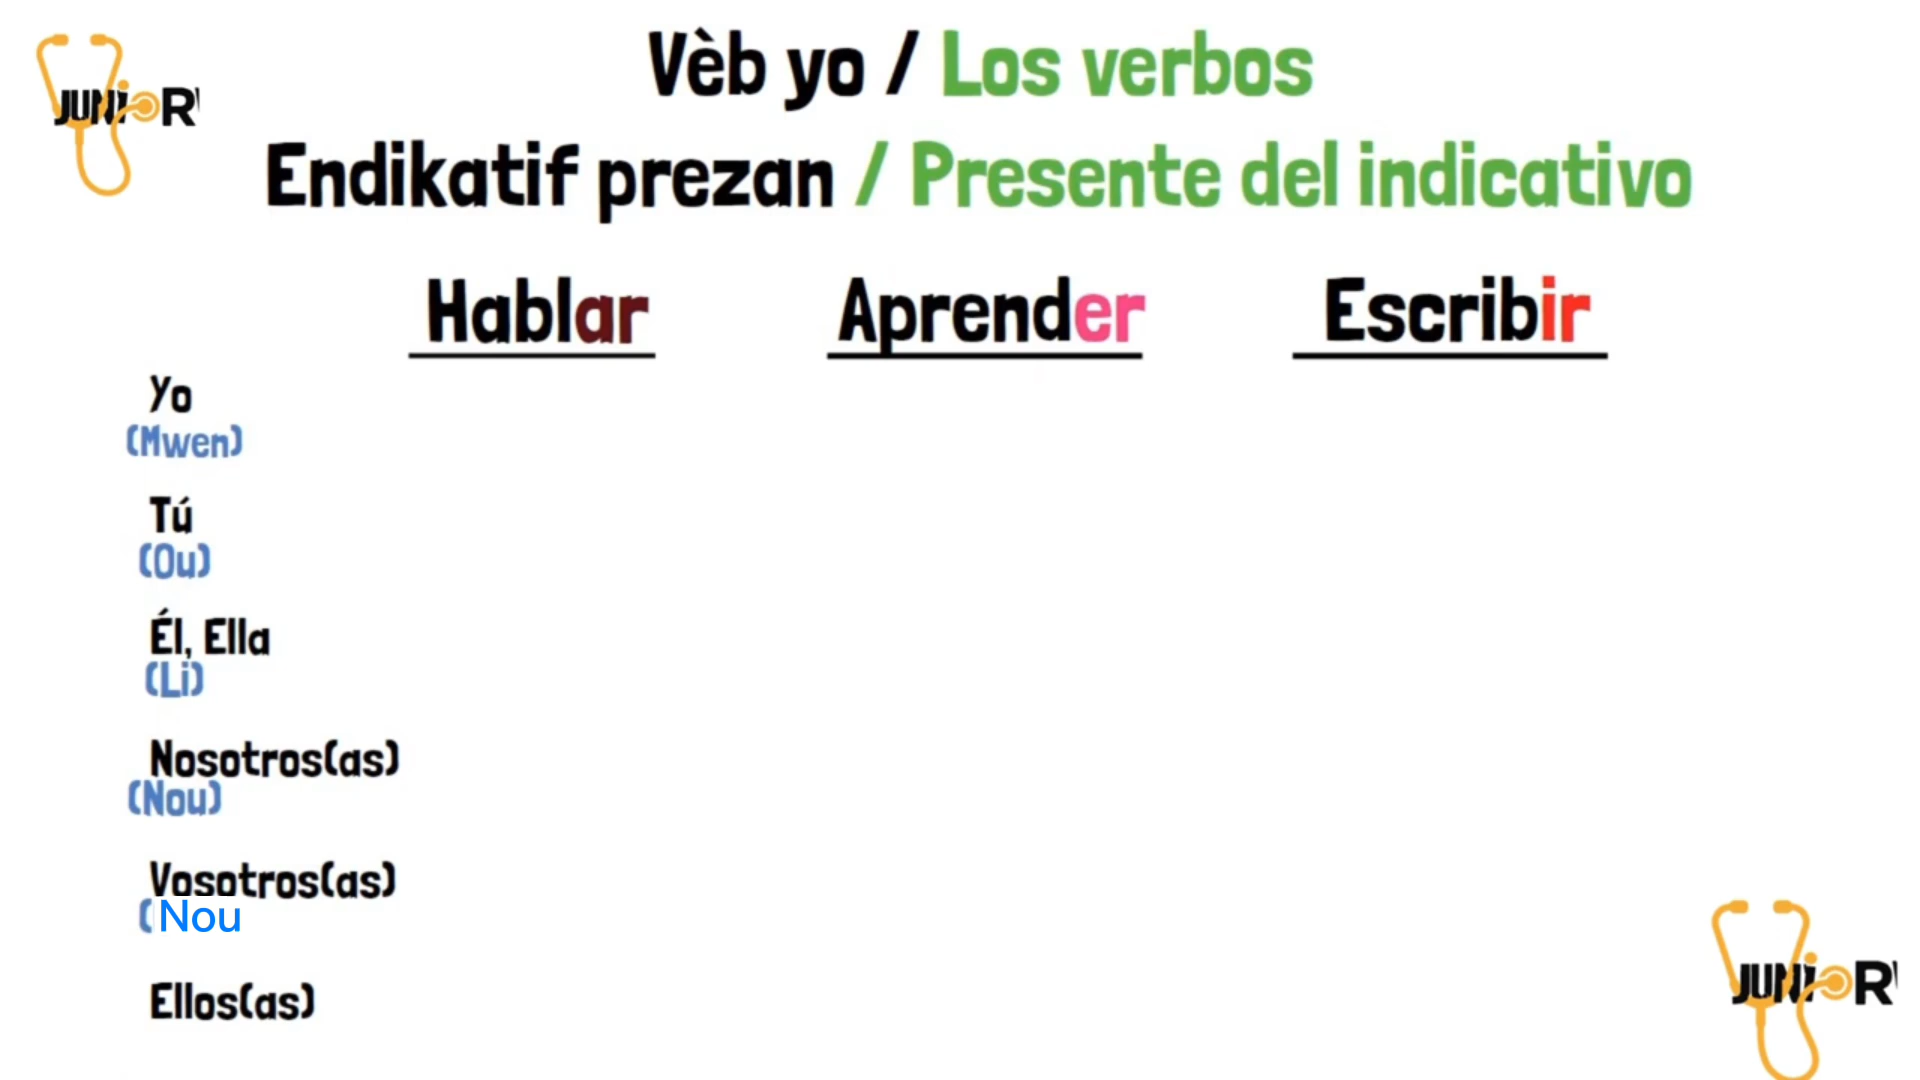 Vèb yo / Los verbos
Endikatif prezan / Presente del indicativo
JUNiOR
Hablar Aprender Escribir
Yo
(Mwen)
Tú
(Ou)
Él, Ella
(Li)
Nosotros(as)
(Nou)
Vosotros(as)
( Nou
Ellos(as)
JUNiOR